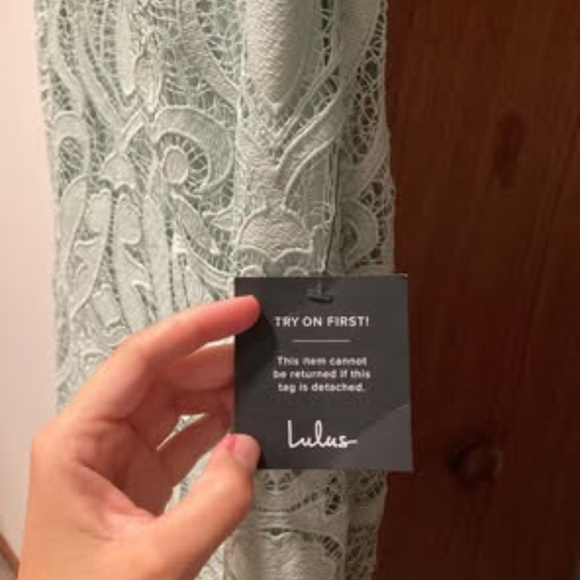 TRY ON FIRST!
This item cannot
be returned if this
tag is detached.
Lulus